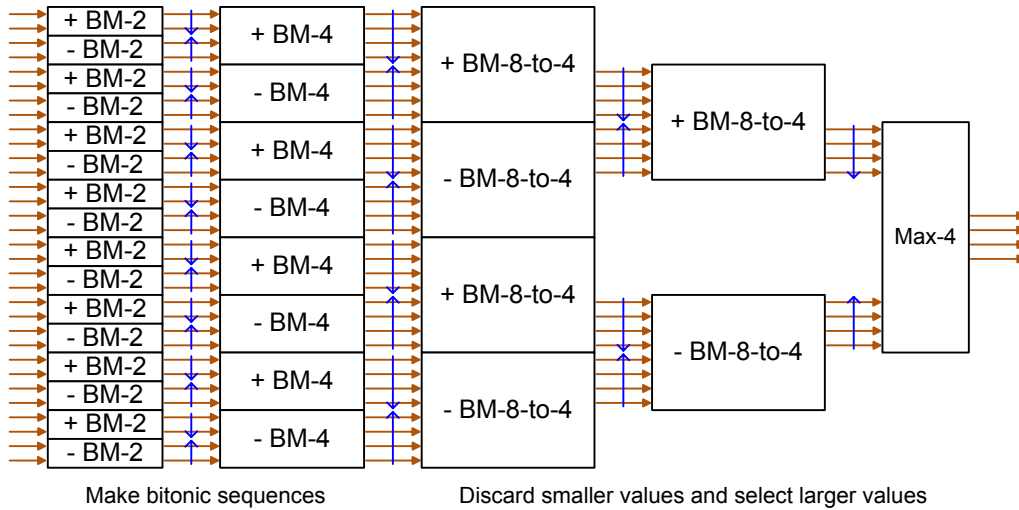 + BM-2
- BM-2
+ BM-2
- BM-2
+ BM-2
- BM-2
+ BM-2
- BM-2
+ BM-2
- BM-2
+ BM-2
- BM-2
+ BM-2
- BM-2
+ BM-2
- BM-2
+ BM-4
- BM-4
+ BM-4
- BM-4
+ BM-4
- BM-4
+ BM-4
- BM-4
+ BM-8-to-4
- BM-8-to-4
+ BM-8-to-4
- BM-8-to-4
+ BM-8-to-4
- BM-8-to-4
Max-4
Make bitonic sequences
Discard smaller values and select larger values